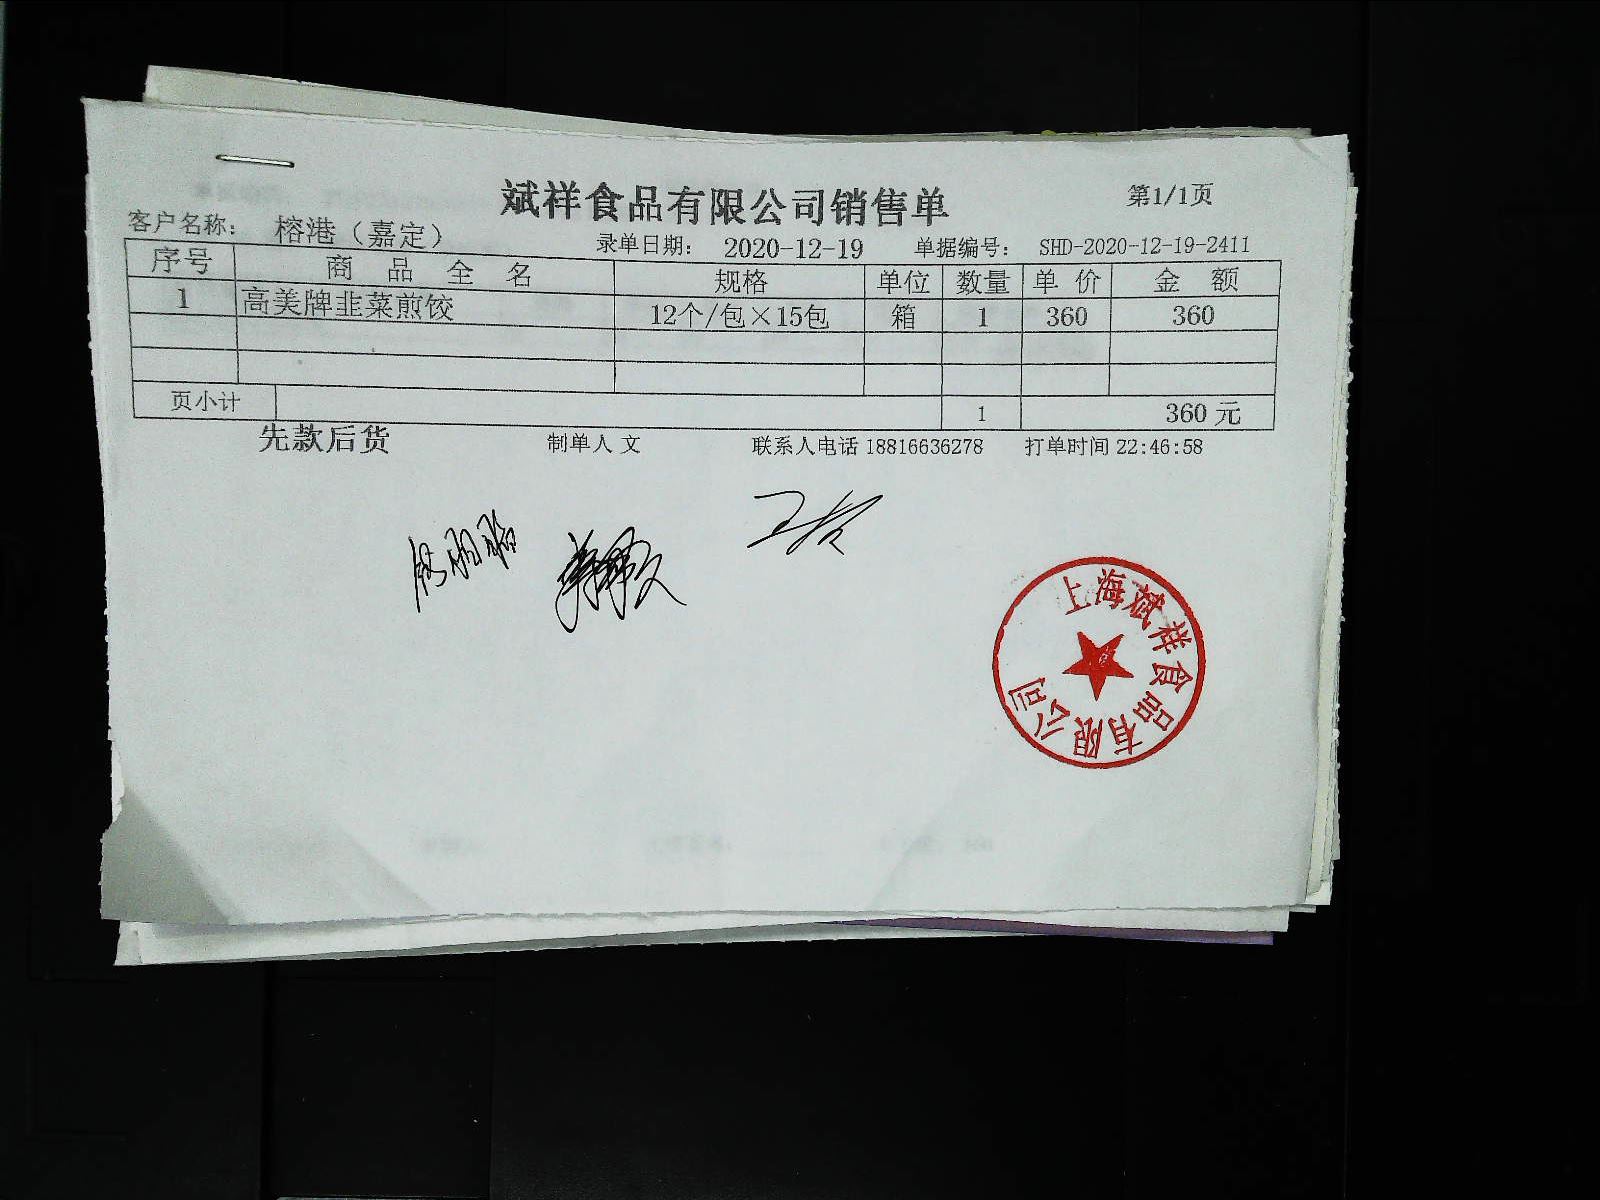 斌祥食品有限公司销售单 第1/1页
客户名称： 榕港（嘉定） 录单日期： 2020-12-19 单据编号： SHD-2020-12-19-2411
序号 商品全名 规格 单位 数量 单价 金额
1 高美牌韭菜煎饺 12个/包×15包 箱 1 360 360
页小计 1 360 元
先款后货 制单人 文 联系人电话 18816636278 打单时间 22:46:58
上海斌祥食品有限公司